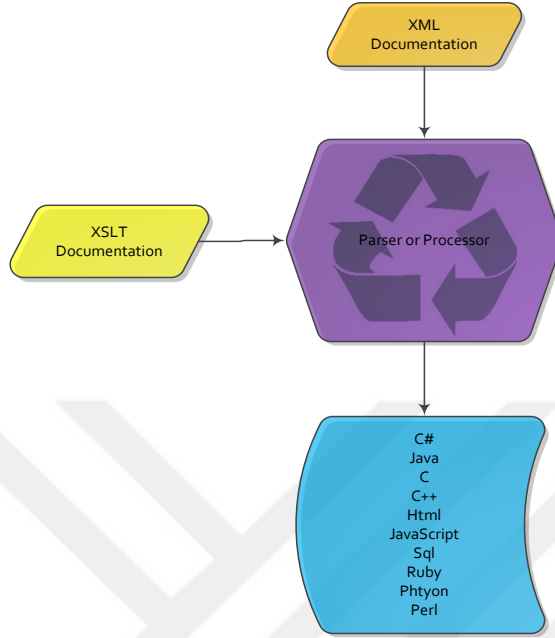 XML
Documentation
XSLT
Documentation
Parser or Processor
C#
Java
C
C++
Html
JavaScript
Sql
Ruby
Phtyon
Perl